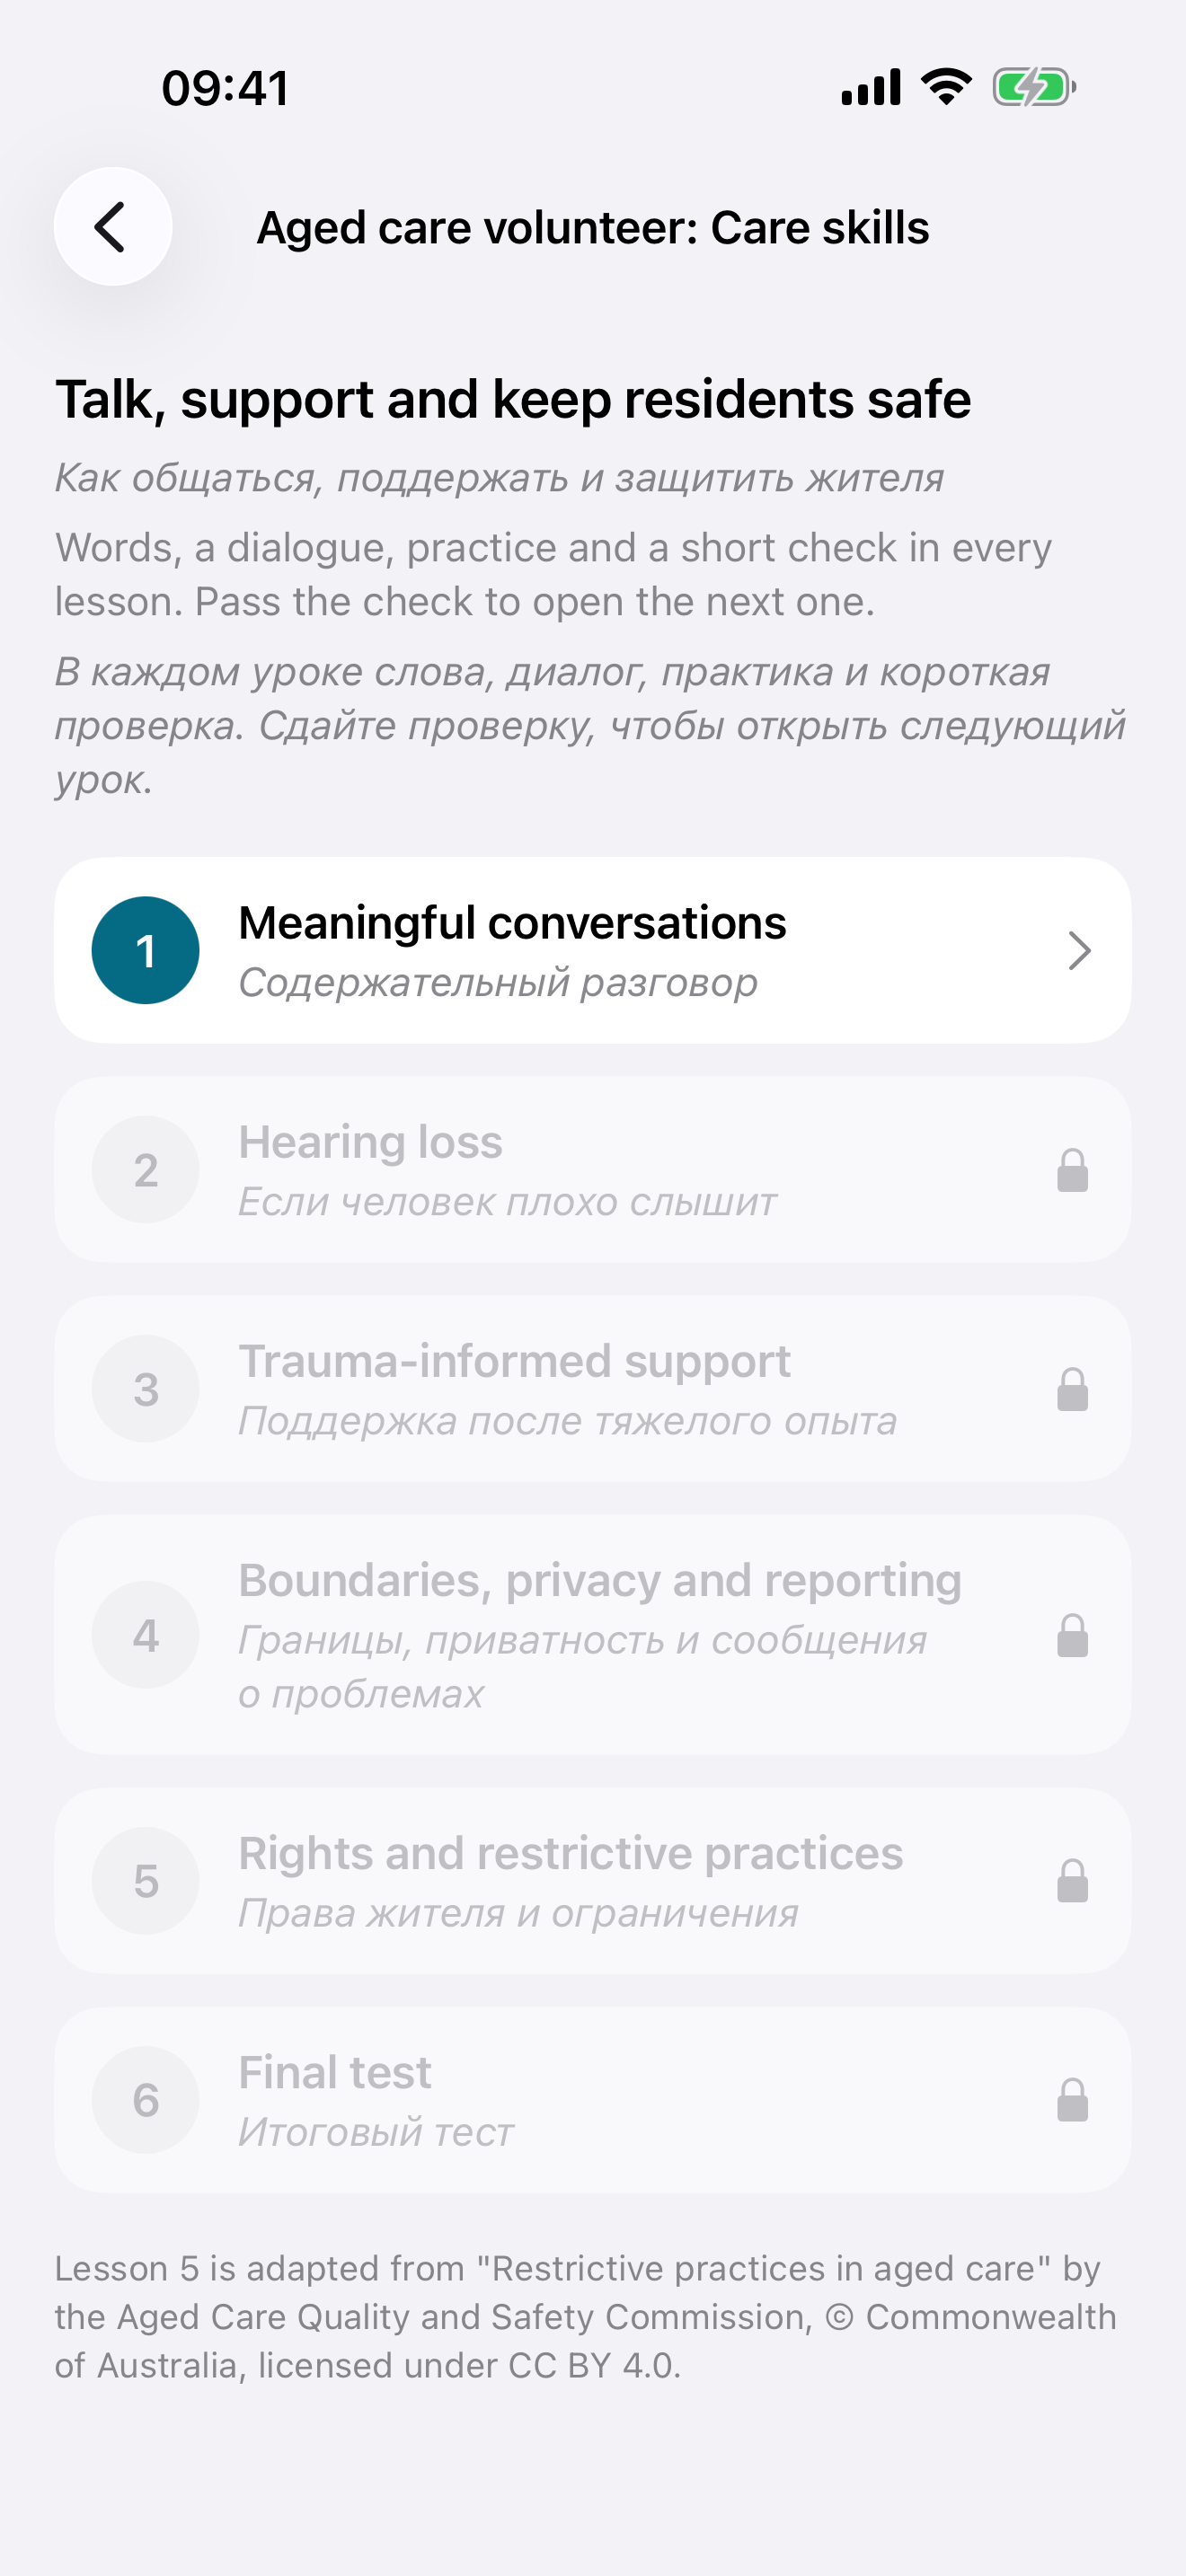 09:41
Aged care volunteer: Care skills
Talk, support and keep residents safe
Как общаться, поддержать и защитить жителя
Words, a dialogue, practice and a short check in every
lesson. Pass the check to open the next one.
В каждом уроке слова, диалог, практика и короткая
проверка. Сдайте проверку, чтобы открыть следующий
урок.
1
Meaningful conversations
Содержательный разговор
2
Hearing loss
Если человек плохо слышит
3
Trauma-informed support
Поддержка после тяжелого опыта
4
Boundaries, privacy and reporting
Границы, приватность и сообщения
о проблемах
5
Rights and restrictive practices
Права жителя и ограничения
6
Final test
Итоговый тест
Lesson 5 is adapted from "Restrictive practices in aged care" by
the Aged Care Quality and Safety Commission, © Commonwealth
of Australia, licensed under CC BY 4.0.